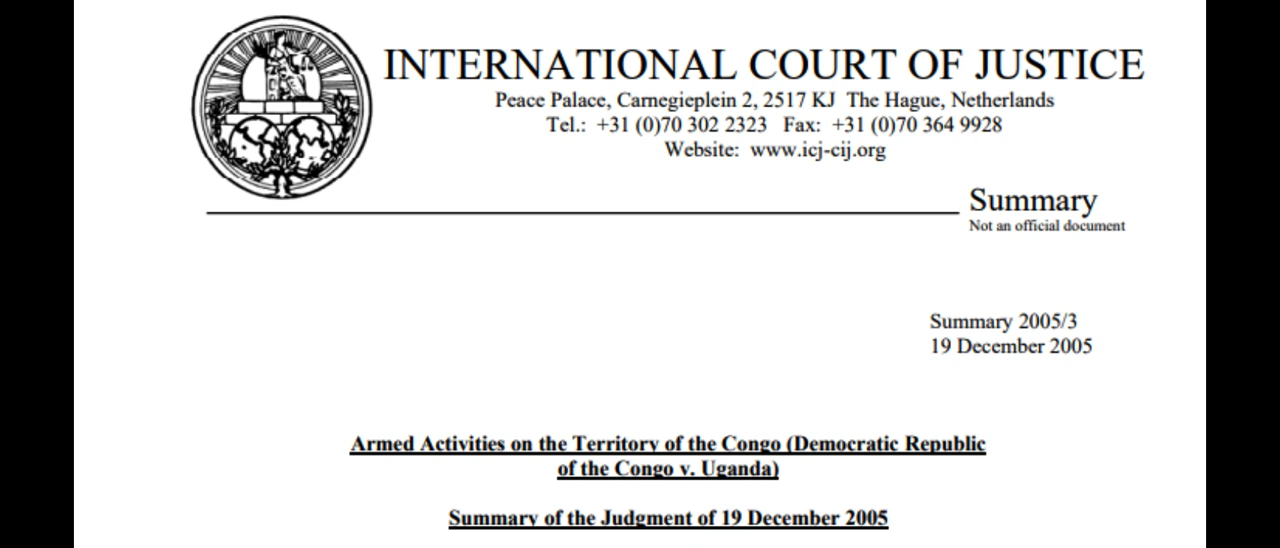 INTERNATIONAL COURT OF JUSTICE
Peace Palace, Carnegieplein 2, 2517 KJ The Hague, Netherlands
Tel.: +31 (0)70 302 2323 Fax: +31 (0)70 364 9928
Website: www.icj-cij.org
Summary
Not an official document
Summary 2005/3
19 December 2005
Armed Activities on the Territory of the Congo (Democratic Republic
of the Congo v. Uganda)
Summary of the Judgment of 19 December 2005